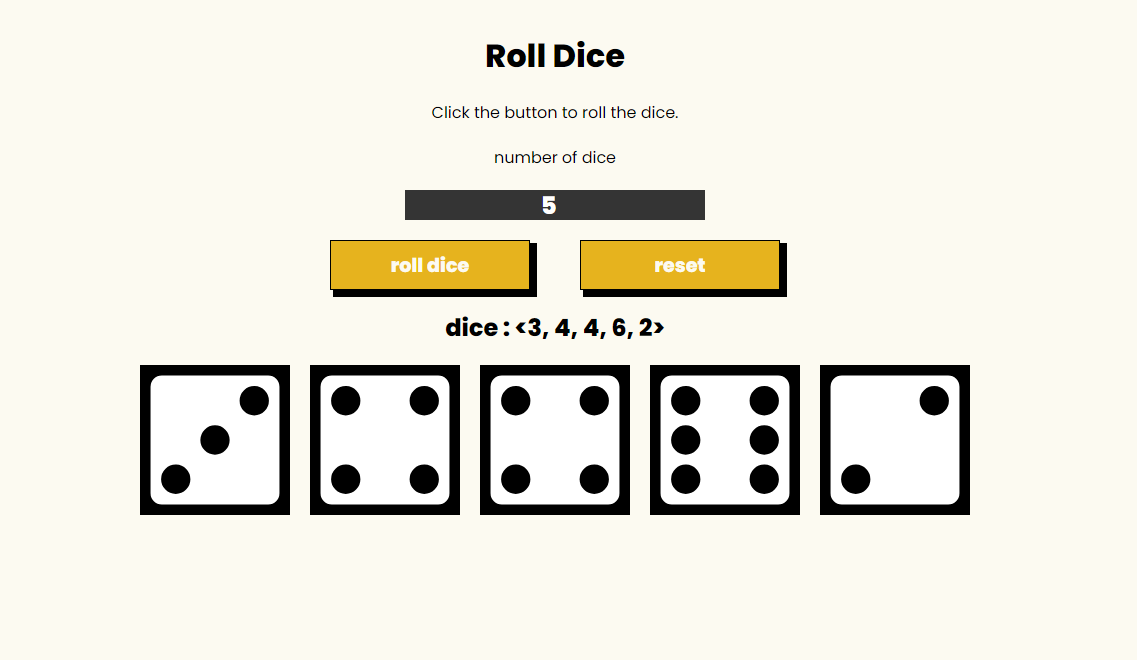 Roll Dice
Click the button to roll the dice.
number of dice
5
roll dice
reset
dice : <3, 4, 4, 6, 2>